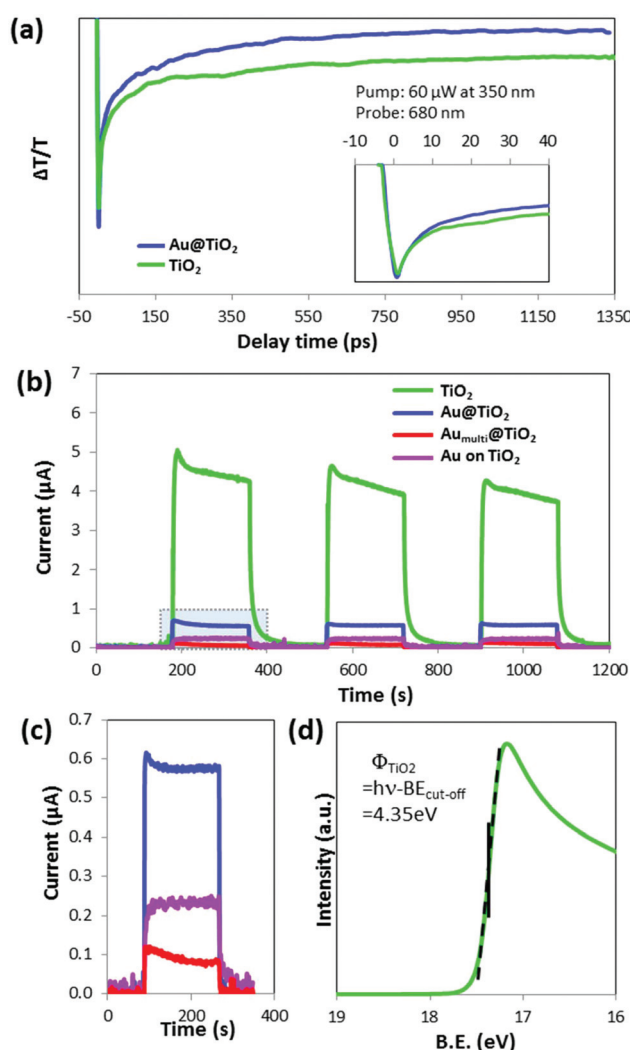 (a)
ΔT/T
Pump: 60 µW at 350 nm
Probe: 680 nm
-10 0 10 20 30 40
Au@TiO₂
TiO₂
-50 150 350 550 750 950 1150 1350
Delay time (ps)
(b)
Current (µA)
7
6
5
4
3
2
1
0
TiO₂
Au@TiO₂
Auₘᵤₗₜᵢ@TiO₂
Au on TiO₂
0 200 400 600 800 1000 1200
Time (s)
(c)
Current (µA)
0.7
0.6
0.5
0.4
0.3
0.2
0.1
0.0
0 200 400
Time (s)
(d)
Intensity (a.u.)
Φ_TiO2
=hν-BE_cut-off
=4.35eV
19 18 17 16
B.E. (eV)